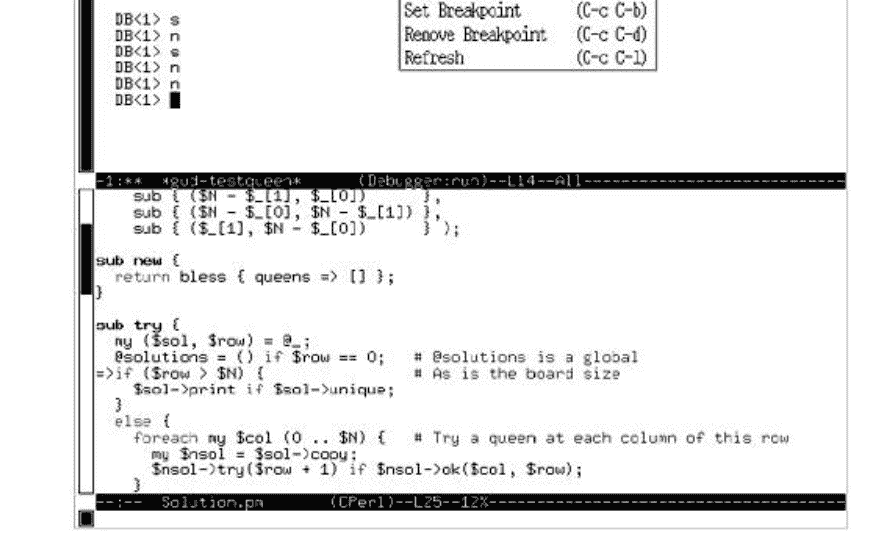 Set Breakpoint (C-c C-b)
DB<1> s
DB<1> n
Remove Breakpoint (C-c C-d)
DB<1> s
Refresh (C-c C-l)
DB<1> n
DB<1> n
DB<1>
-1:** *gud-testqueen* (Debugger:run)--L14--All----
sub { ($N - $_[1], $_[0]) },
sub { ($N - $_[0], $N - $_[1]) },
sub { ($_[1], $N - $_[0]) } );
sub new {
return bless { queens => [] };
}
sub try {
my ($sol, $row) = @_;
@solutions = () if $row == 0; # @solutions is a global
=>if ($row > $N) { # As is the board size
$sol->print if $sol->unique;
}
else {
foreach my $col (0 .. $N) { # Try a queen at each column of this row
my $nsol = $sol->copy;
$nsol->try($row + 1) if $nsol->ok($col, $row);
}
--:-- Solution.pm (CPerl)--L25--12%----